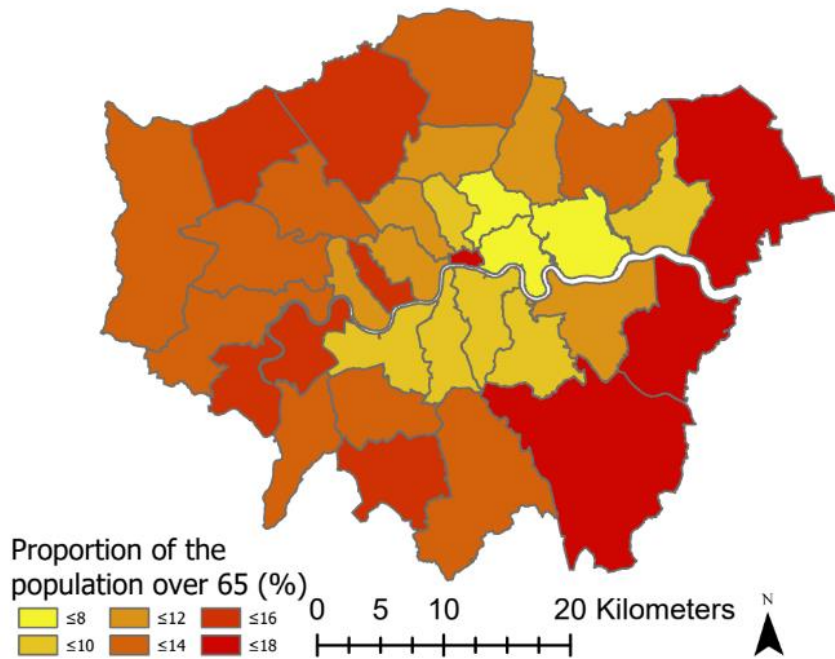 Proportion of the
population over 65 (%)
≤8 ≤12 ≤16
≤10 ≤14 ≤18
0 5 10 20 Kilometers
N